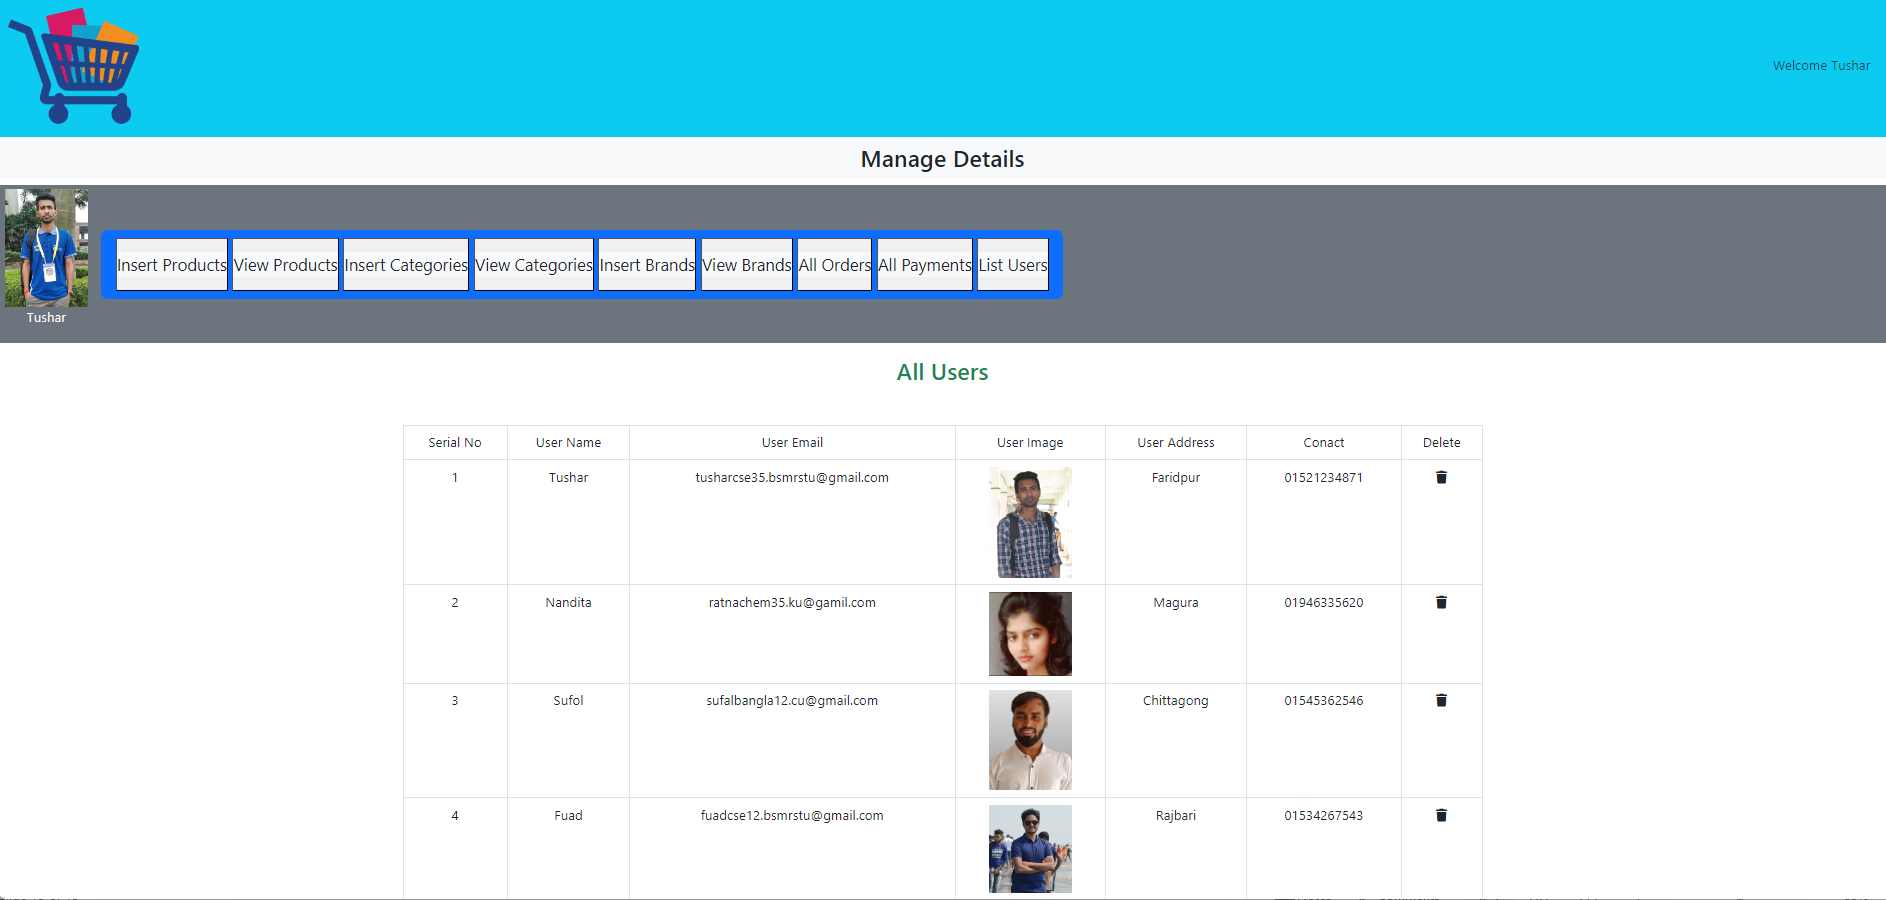 Welcome Tushar
Manage Details
Insert Products View Products Insert Categories View Categories Insert Brands View Brands All Orders All Payments List Users
Tushar
All Users
Serial No User Name User Email User Image User Address Conact Delete
1 Tushar tusharcse35.bsmrstu@gmail.com Faridpur 01521234871
2 Nandita ratnachem35.ku@gamil.com Magura 01946335620
3 Sufol sufalbangla12.cu@gmail.com Chittagong 01545362546
4 Fuad fuadcse12.bsmrstu@gmail.com Rajbari 01534267543